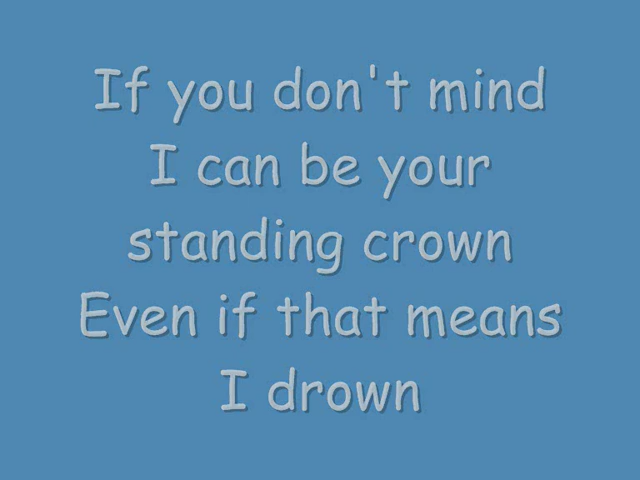 If you don't mind
I can be your
standing crown
Even if that means
I drown